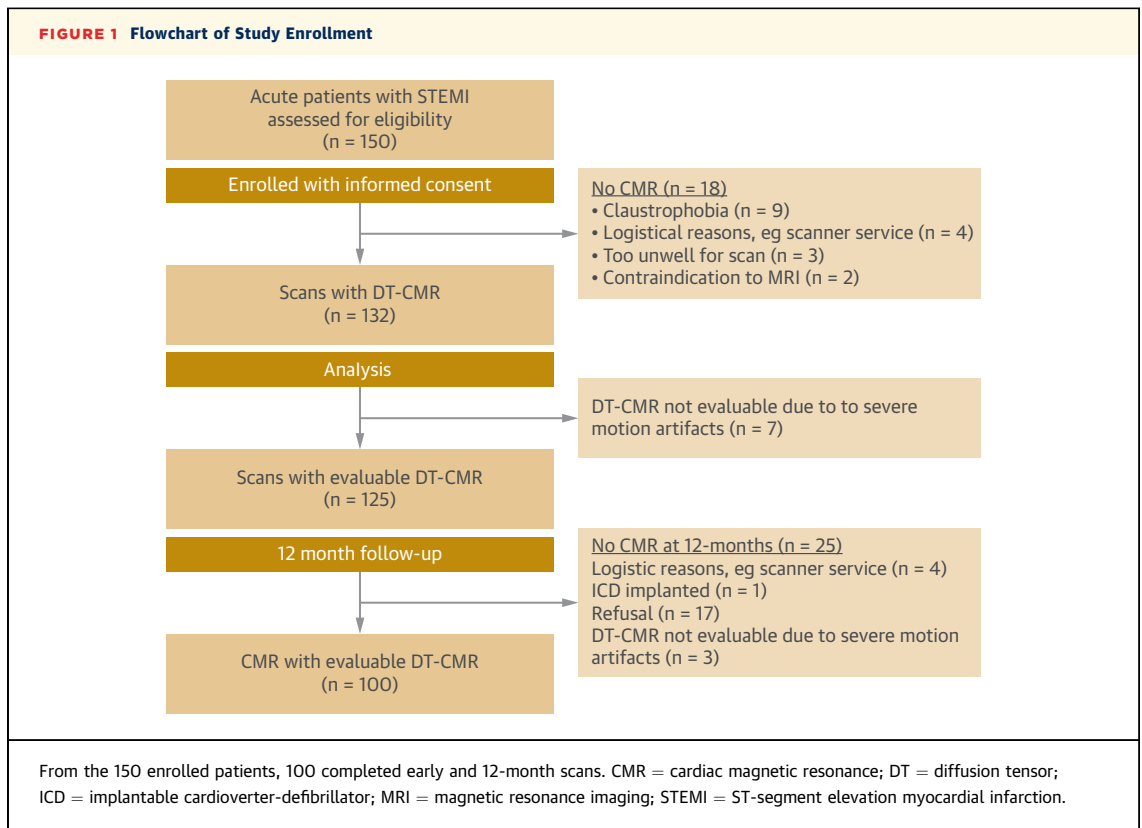 FIGURE 1 Flowchart of Study Enrollment
Acute patients with STEMI
assessed for eligibility
(n = 150)
Enrolled with informed consent
No CMR (n = 18)
• Claustrophobia (n = 9)
• Logistical reasons, eg scanner service (n = 4)
• Too unwell for scan (n = 3)
• Contraindication to MRI (n = 2)
Scans with DT-CMR
(n = 132)
Analysis
DT-CMR not evaluable due to to severe
motion artifacts (n = 7)
Scans with evaluable DT-CMR
(n = 125)
12 month follow-up
No CMR at 12-months (n = 25)
Logistic reasons, eg scanner service (n = 4)
ICD implanted (n = 1)
Refusal (n = 17)
DT-CMR not evaluable due to severe motion
artifacts (n = 3)
CMR with evaluable DT-CMR
(n = 100)
From the 150 enrolled patients, 100 completed early and 12-month scans. CMR = cardiac magnetic resonance; DT = diffusion tensor;
ICD = implantable cardioverter-defibrillator; MRI = magnetic resonance imaging; STEMI = ST-segment elevation myocardial infarction.